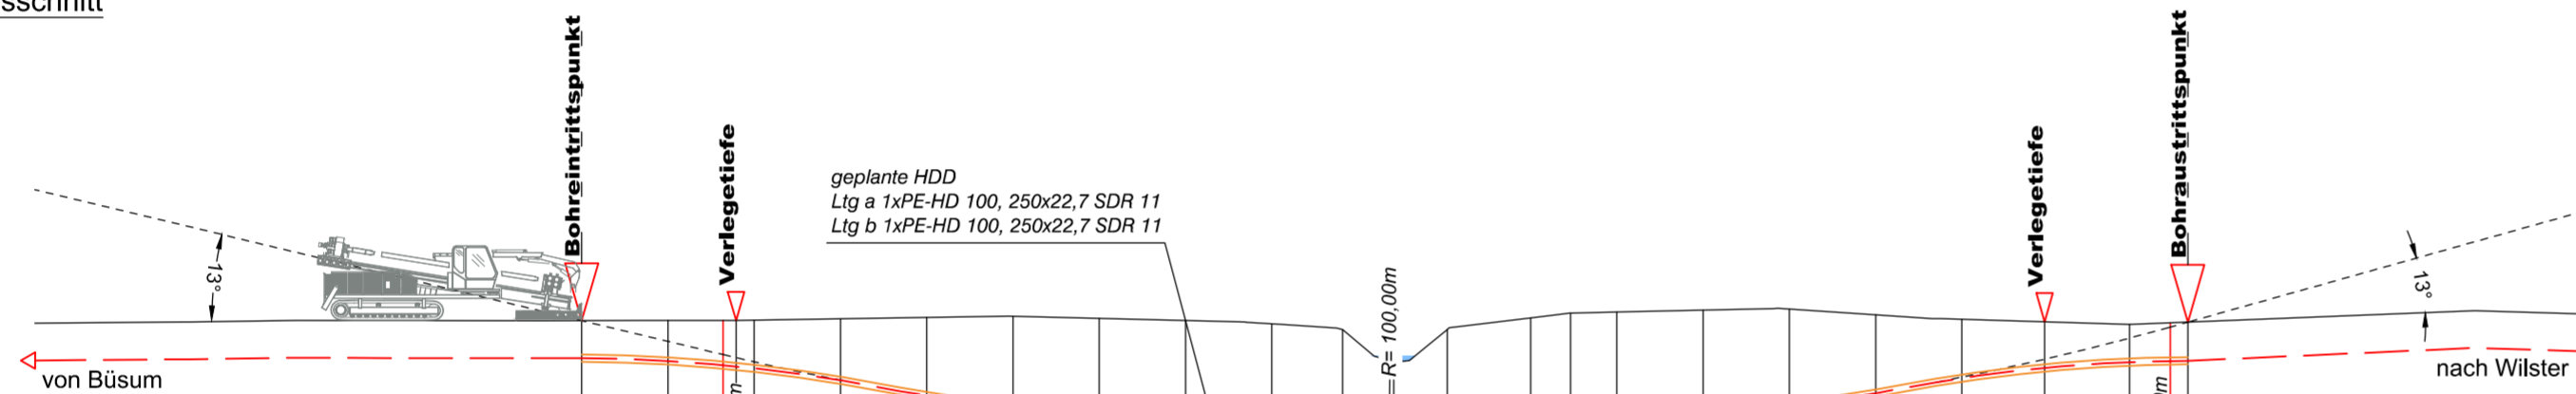 Bohreintrittspunkt
Verlegetiefe
geplante HDD
Ltg a 1xPE-HD 100, 250x22,7 SDR 11
Ltg b 1xPE-HD 100, 250x22,7 SDR 11
R= 100,00m
Verlegetiefe
Bohraustrittspunkt
13°
13°
von Büsum
nach Wilster